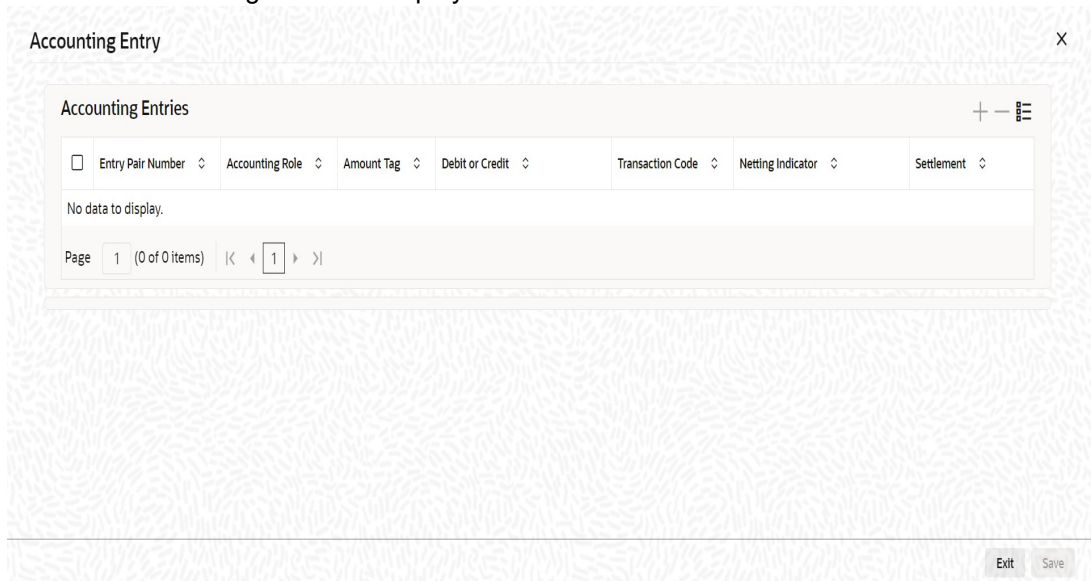 Accounting Entry
Accounting Entries
Entry Pair Number Accounting Role Amount Tag Debit or Credit Transaction Code Netting Indicator Settlement
No data to display.
Page 1 (0 of 0 items) 1
Exit Save